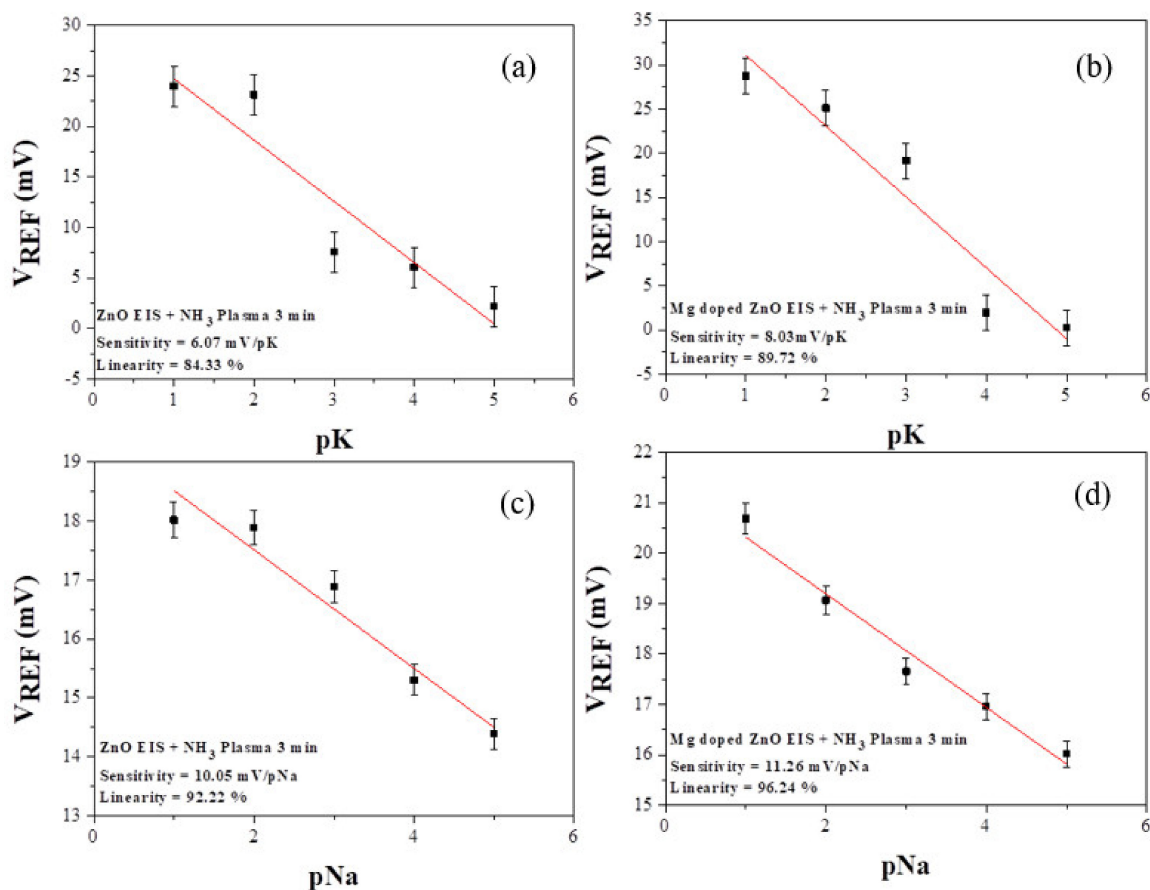 (a)
30
25
20
15
10
5
0
-5
V_REF (mV)
ZnO EIS + NH3 Plasma 3 min
Sensitivity = 6.07 mV/pK
Linearity = 84.33 %
0 1 2 3 4 5 6
pK
(b)
35
30
25
20
15
10
5
0
-5
V_REF (mV)
Mg doped ZnO EIS + NH3 Plasma 3 min
Sensitivity = 8.03mV/pK
Linearity = 89.72 %
0 2 4 6
pK
(c)
19
18
17
16
15
14
13
V_REF (mV)
ZnO EIS + NH3 Plasma 3 min
Sensitivity = 10.05 mV/pNa
Linearity = 92.22 %
0 1 2 3 4 5 6
pNa
(d)
22
21
20
19
18
17
16
15
V_REF (mV)
Mg doped ZnO EIS + NH3 Plasma 3 min
Sensitivity = 11.26 mV/pNa
Linearity = 96.24 %
0 2 4 6
pNa